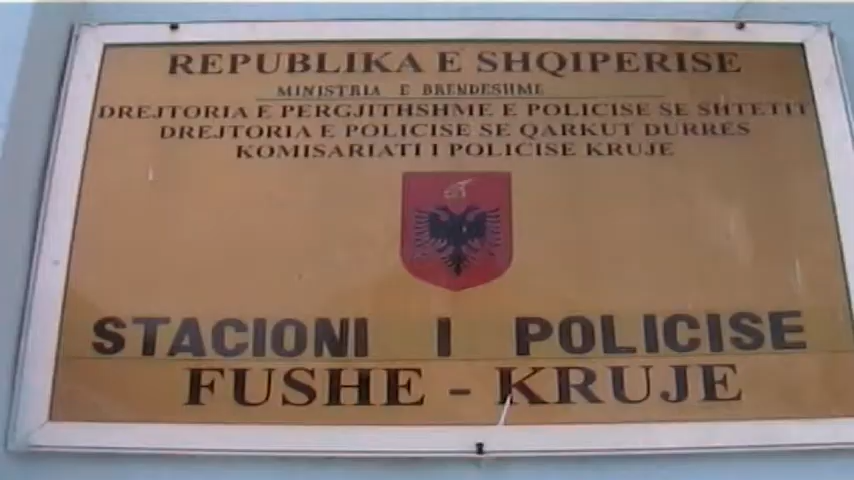 REPUBLIKA E SHQIPERISE
MINISTRIA E BRENDESHME
DREJTORIA E PERGJITHSHME E POLICISE SE SHTETIT
DREJTORIA E POLICISE SE QARKUT DURRES
KOMISARIATI I POLICISE KRUJE
STACIONI I POLICISE
FUSHE - KRUJE